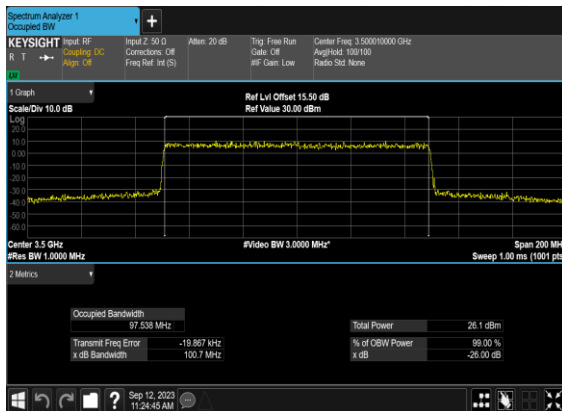 Spectrum Analyzer 1
Occupied BW
+
KEYSIGHT Input: RF Input Z: 50 Ω Atten: 20 dB Trig: Free Run Center Freq: 3.500010000 GHz
R T Coupling: DC Corrections: Off Gate: Off Avg|Hold: 100/100
Align: Off Freq Ref: Int (S) #IF Gain: Low Radio Std: None
1 Graph
Ref Lvl Offset 15.50 dB
Scale/Div 10.0 dB Ref Value 30.00 dBm
Log
20.0
10.0
0.00
-10.0
-20.0
-30.0
-40.0
-50.0
-60.0
Center 3.5 GHz #Video BW 3.0000 MHz* Span 200 MH
#Res BW 1.0000 MHz Sweep 1.00 ms (1001 pts
2 Metrics
Occupied Bandwidth
97.538 MHz Total Power 26.1 dBm
Transmit Freq Error -19.867 kHz % of OBW Power 99.00 %
x dB Bandwidth 100.7 MHz x dB -26.00 dB
? Sep 12, 2023
11:24:45 AM